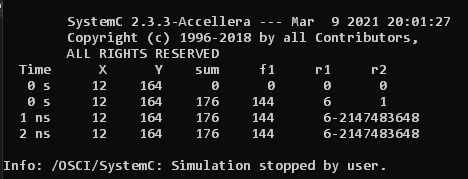 SystemC 2.3.3-Accellera --- Mar  9 2021 20:01:27
Copyright (c) 1996-2018 by all Contributors,
ALL RIGHTS RESERVED
Time X Y sum f1 r1 r2
0 s 12 164 0 0 0 0
0 s 12 164 176 144 6 1
1 ns 12 164 176 144 6-2147483648
2 ns 12 164 176 144 6-2147483648
Info: /OSCI/SystemC: Simulation stopped by user.